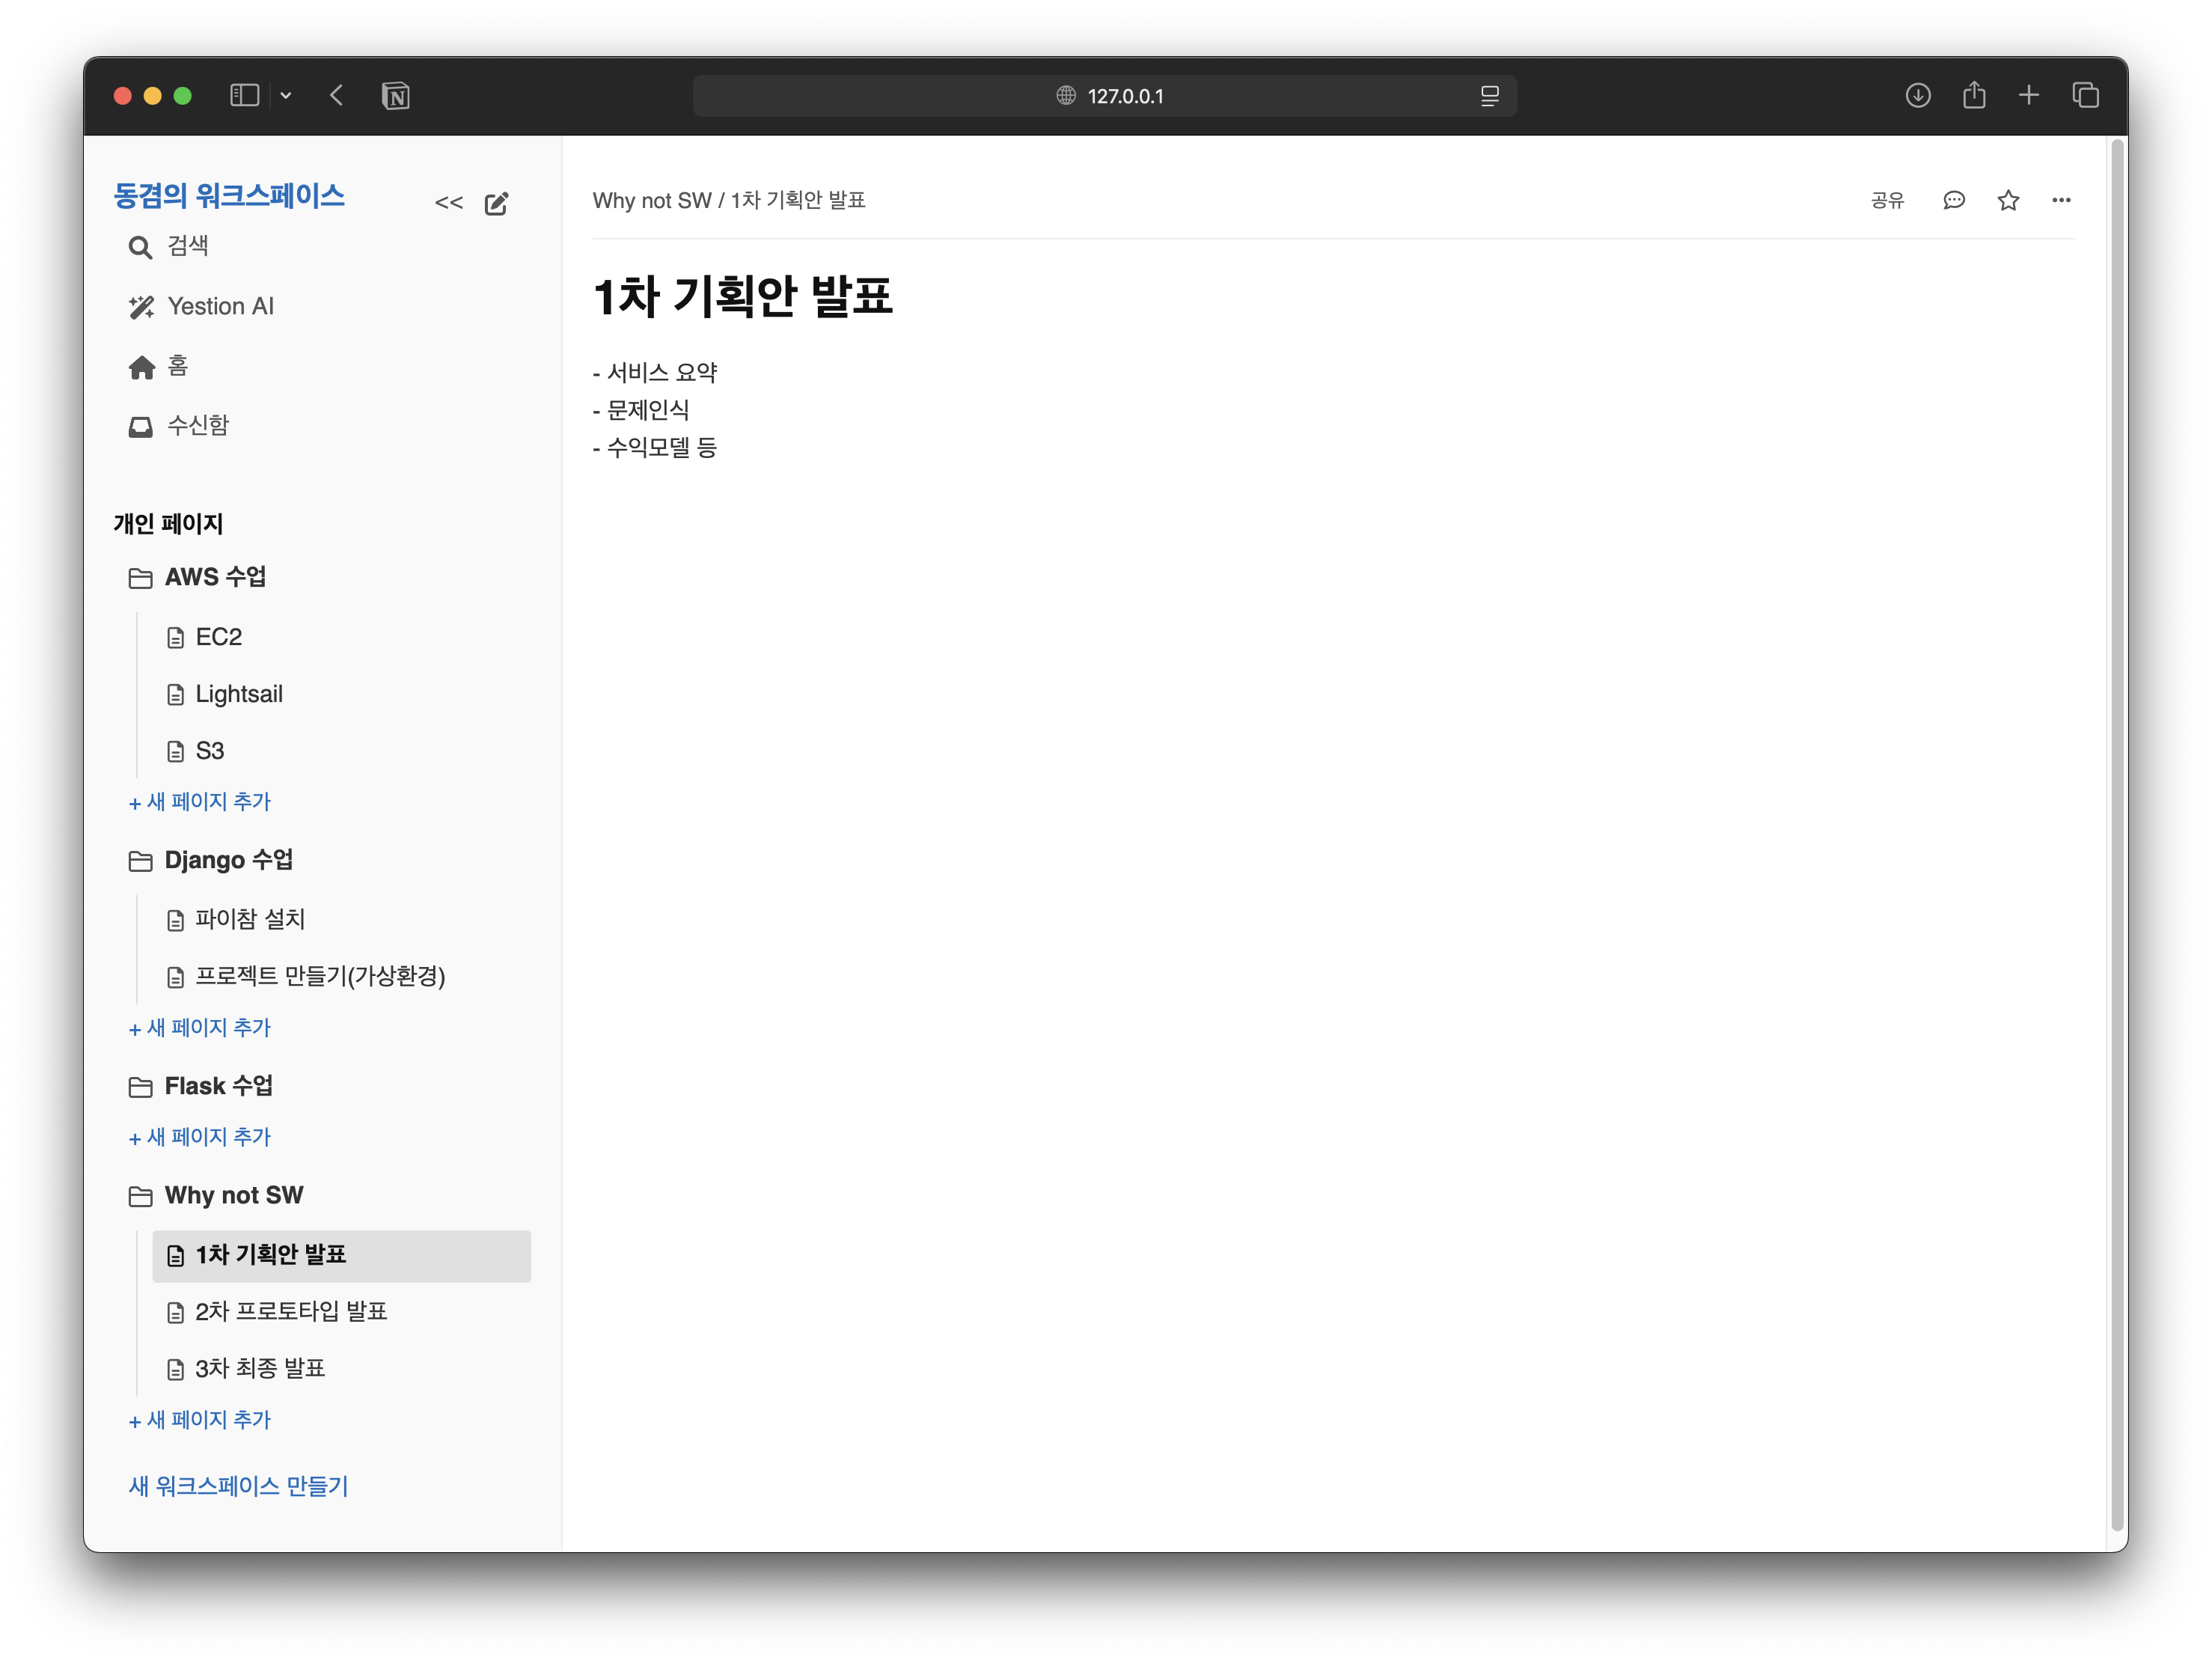 127.0.0.1
동겸의 워크스페이스 <<
검색
Yestion AI
홈
수신함
개인 페이지
AWS 수업
EC2
Lightsail
S3
+ 새 페이지 추가
Django 수업
파이참 설치
프로젝트 만들기(가상환경)
+ 새 페이지 추가
Flask 수업
+ 새 페이지 추가
Why not SW
1차 기획안 발표
2차 프로토타입 발표
3차 최종 발표
+ 새 페이지 추가
새 워크스페이스 만들기
Why not SW / 1차 기획안 발표
공유
1차 기획안 발표
- 서비스 요약
- 문제인식
- 수익모델 등